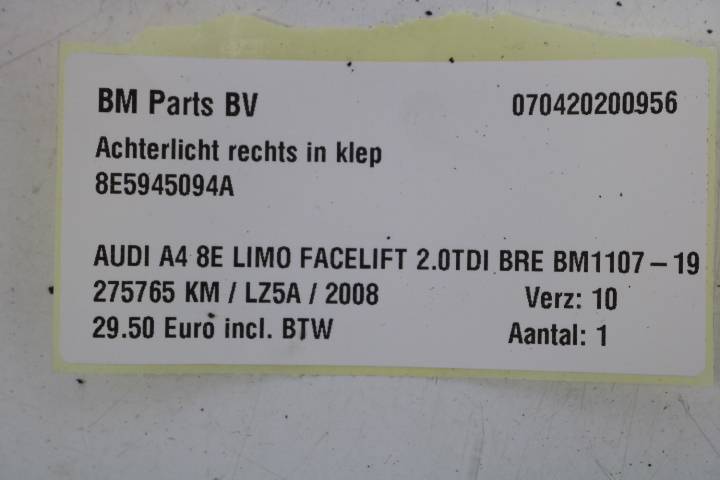 BM Parts BV 070420200956
Achterlicht rechts in klep
8E5945094A
AUDI A4 8E LIMO FACELIFT 2.0TDI BRE BM1107-19
275765 KM / LZ5A / 2008 Verz: 10
29.50 Euro incl. BTW Aantal: 1